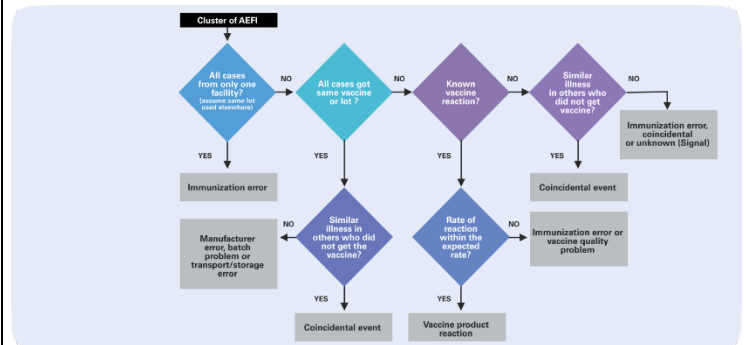 Cluster of AEFI
All cases
from only one
facility?
(assume same lot
used elsewhere)
NO
All cases got
same vaccine
or lot ?
NO
Known
vaccine
reaction?
NO
Similar
illness
in others who
did not get
vaccine?
NO
Immunization error,
coincidental
or unknown (Signal)
YES
YES
YES
YES
Immunization error
Coincidental event
Manufacturer
error, batch
problem or
transport/storage
error
NO
Similar
illness in
others who did
not get the
vaccine?
Rate of
reaction
within the
expected
rate?
NO
Immunization error or
vaccine quality
problem
YES
YES
Coincidental event
Vaccine product
reaction